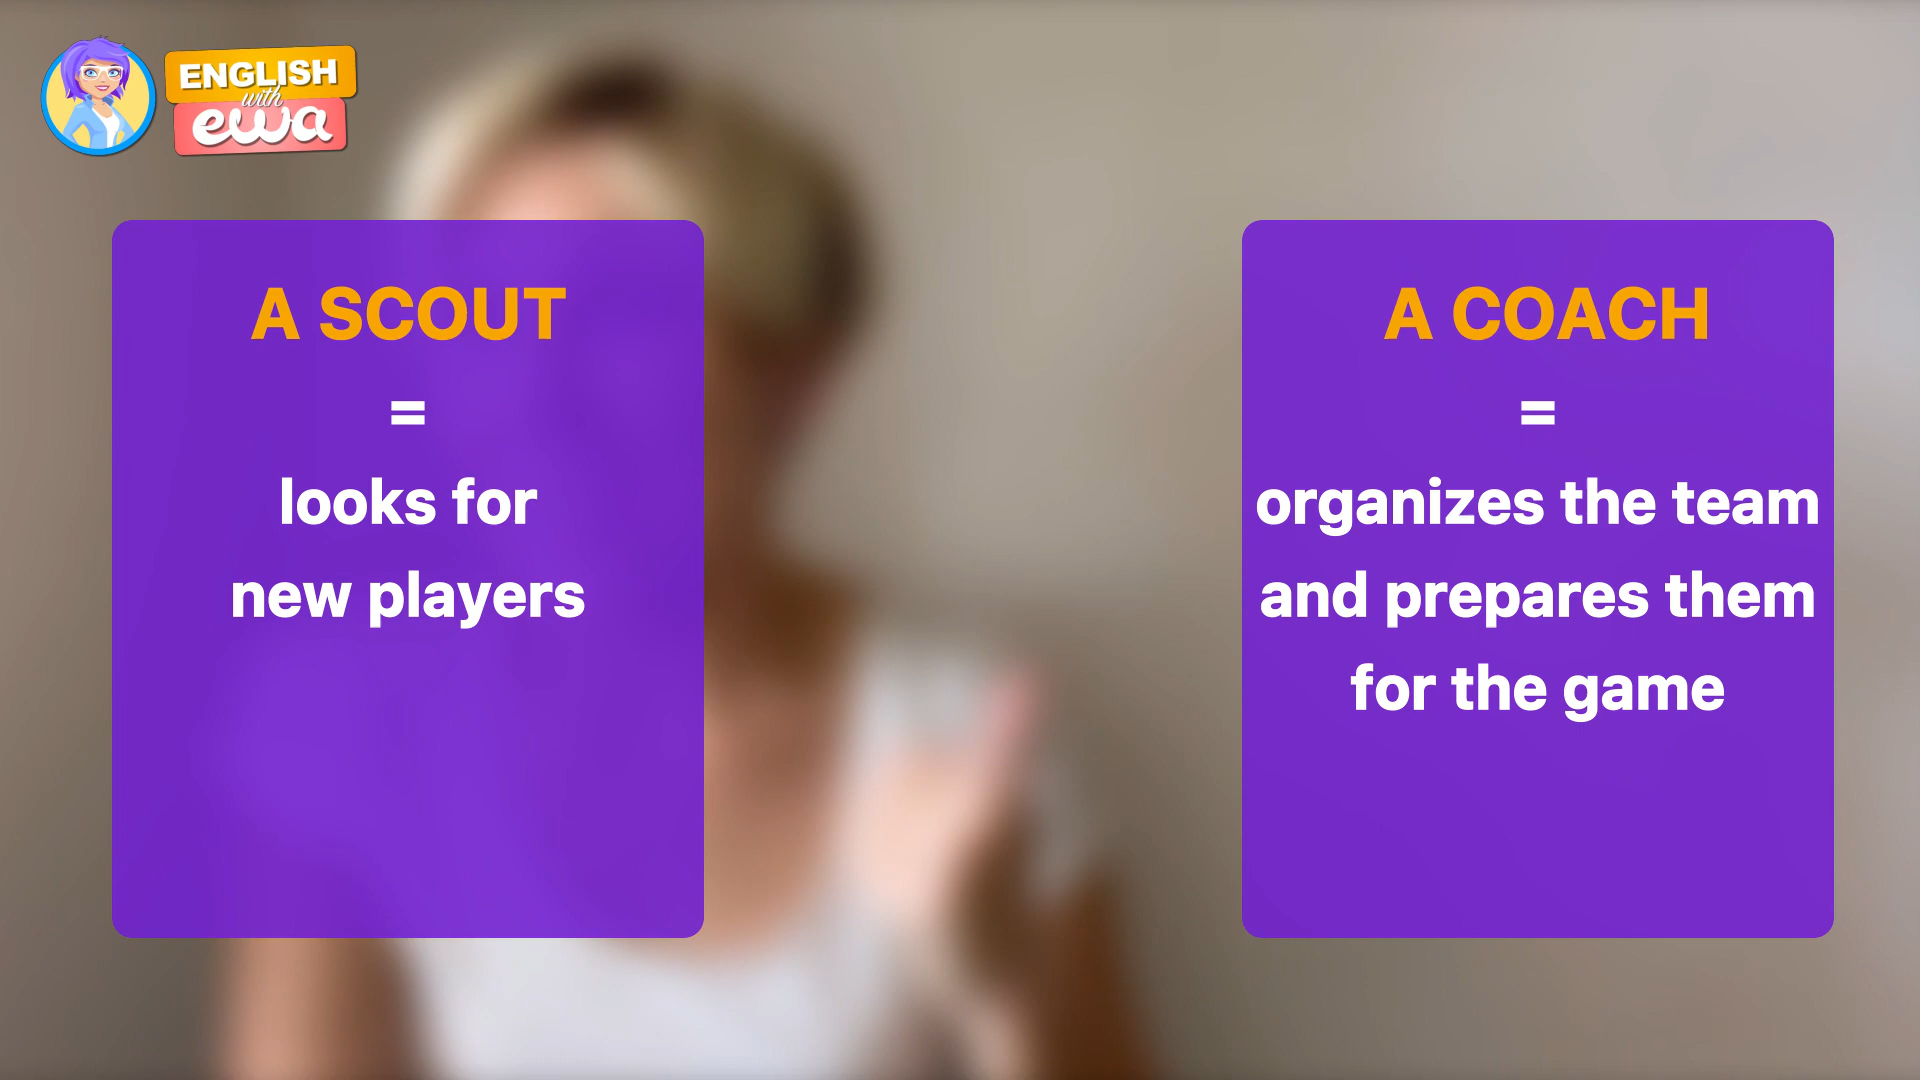 ENGLISH
with
ewa
A SCOUT
=
looks for
new players
A COACH
=
organizes the team
and prepares them
for the game